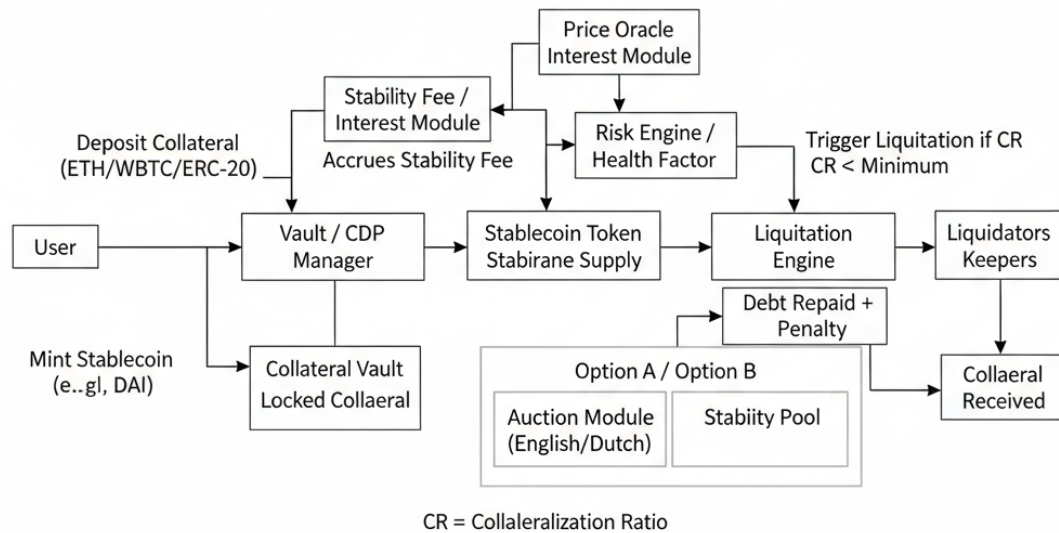 Price Oracle
Interest Module
Stability Fee /
Interest Module
Deposit Collateral
(ETH/WBTC/ERC-20)
Accrues Stability Fee
Risk Engine /
Health Factor
Trigger Liquitation if CR
CR < Minimum
User
Vault / CDP
Manager
Stablecoin Token
Stabirane Supply
Liquitation
Engine
Liquidators
Keepers
Debt Repaid +
Penalty
Mint Stablecoin
(e..gl, DAI)
Collateral Vault
Locked Collaeral
Option A / Option B
Auction Module
(English/Dutch)
Stabiity Pool
Collaeral
Received
CR = Collaleralization Ratio